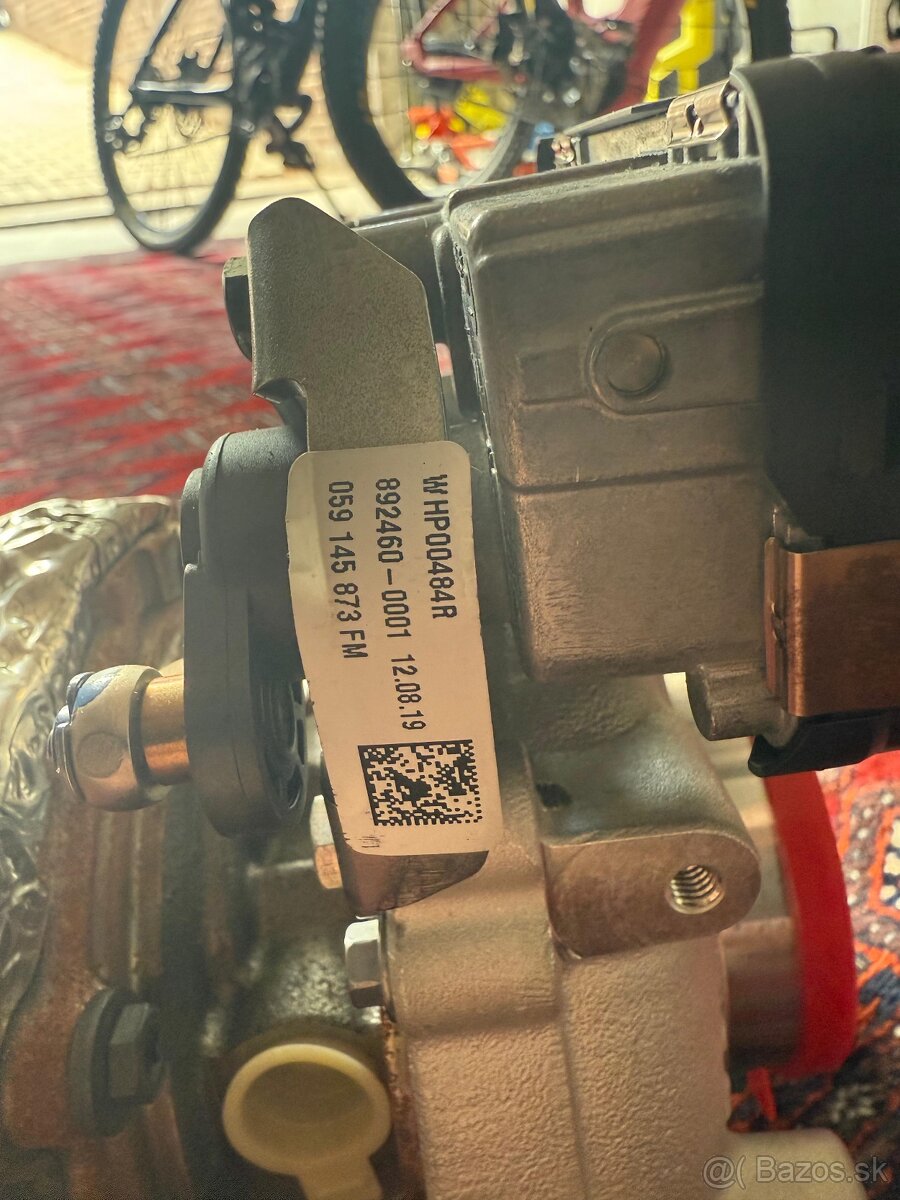 WHP00484R
892460-0001 12.08.19
059 145 873 FM
@( Bazos.sk